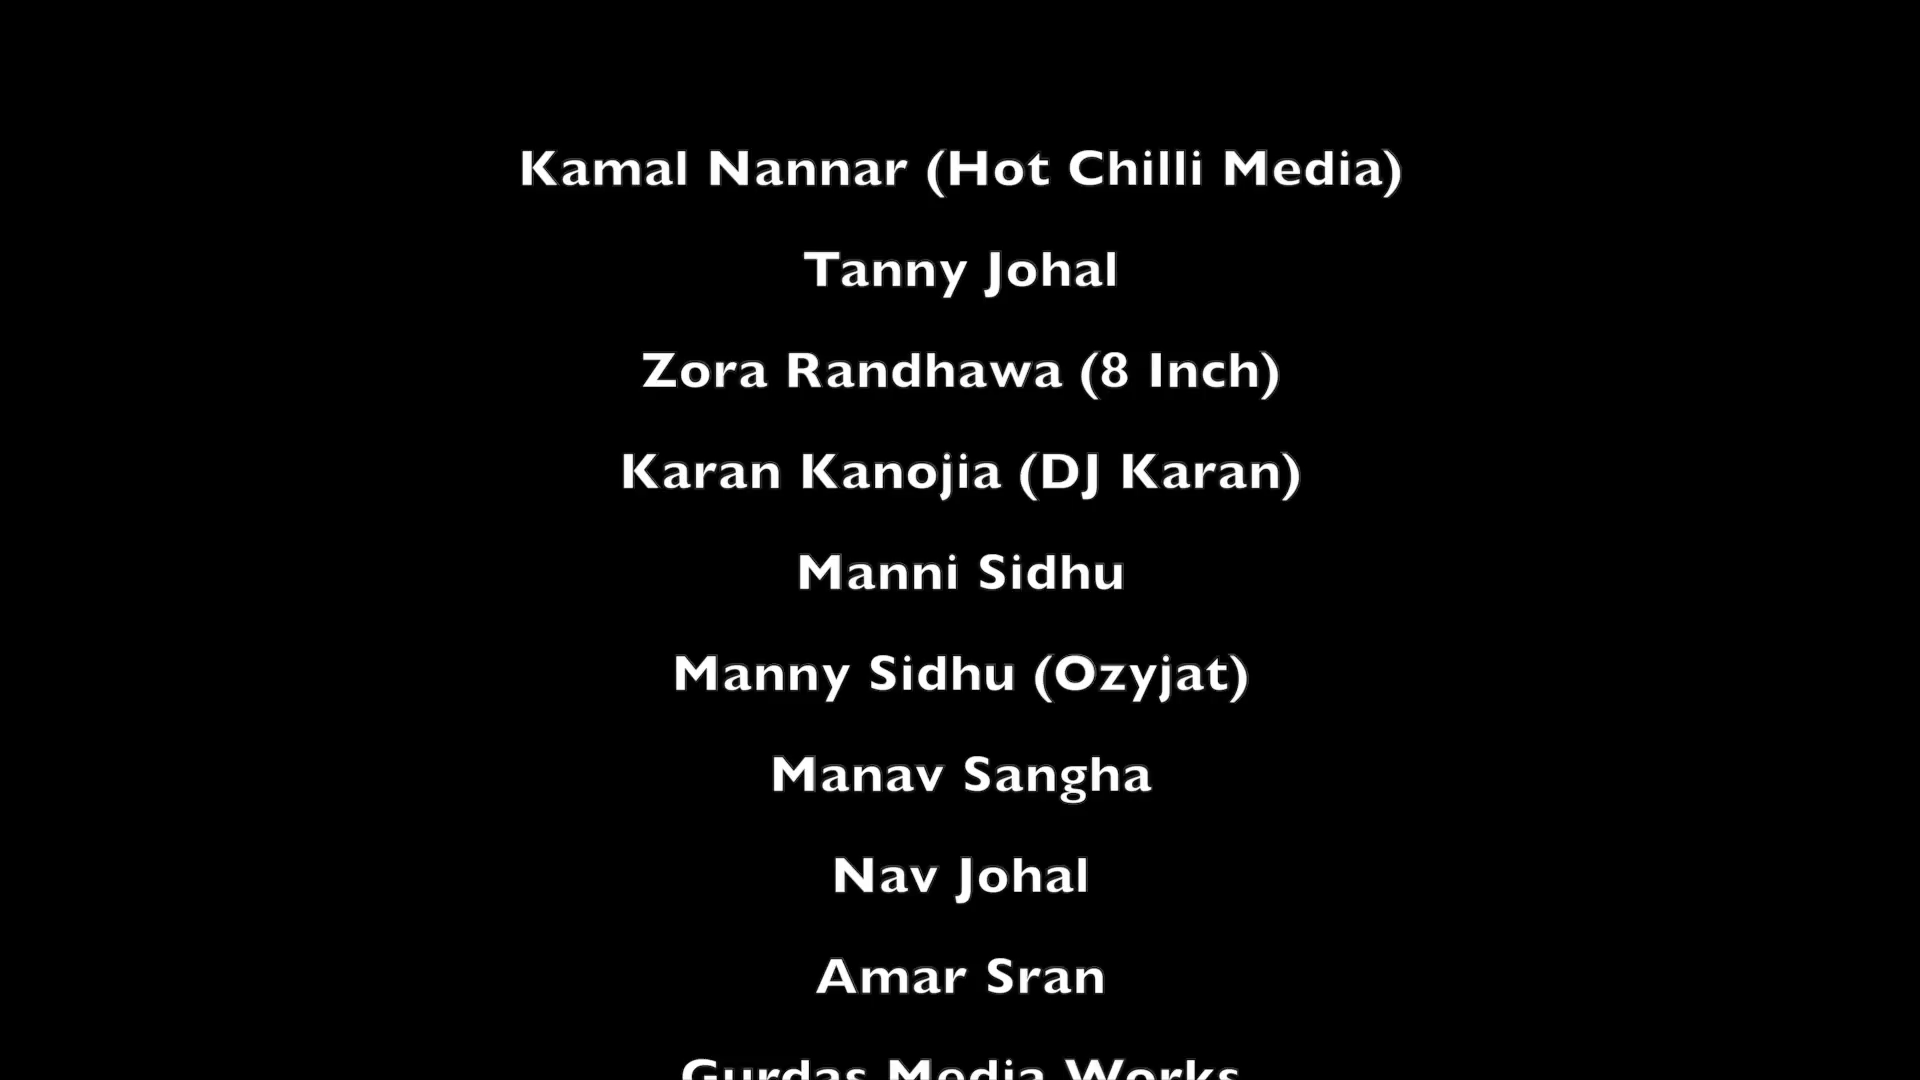 Kamal Nannar (Hot Chilli Media)
Tanny Johal
Zora Randhawa (8 Inch)
Karan Kanojia (DJ Karan)
Manni Sidhu
Manny Sidhu (Ozyjat)
Manav Sangha
Nav Johal
Amar Sran
Gurdas Media Works